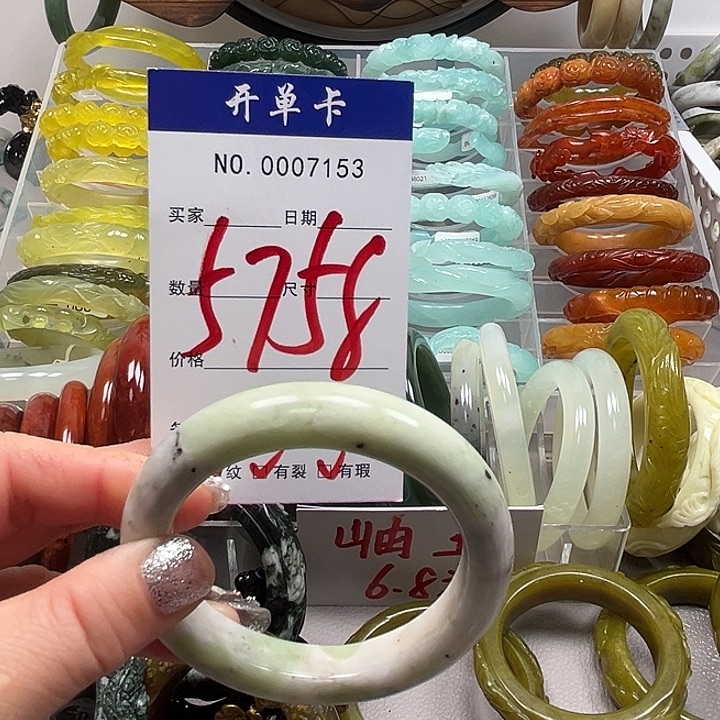 开单卡
NO. 0007153
买家 日期
5758
数量 尺寸
价格
纹 有裂 有瑕
岫
6-8